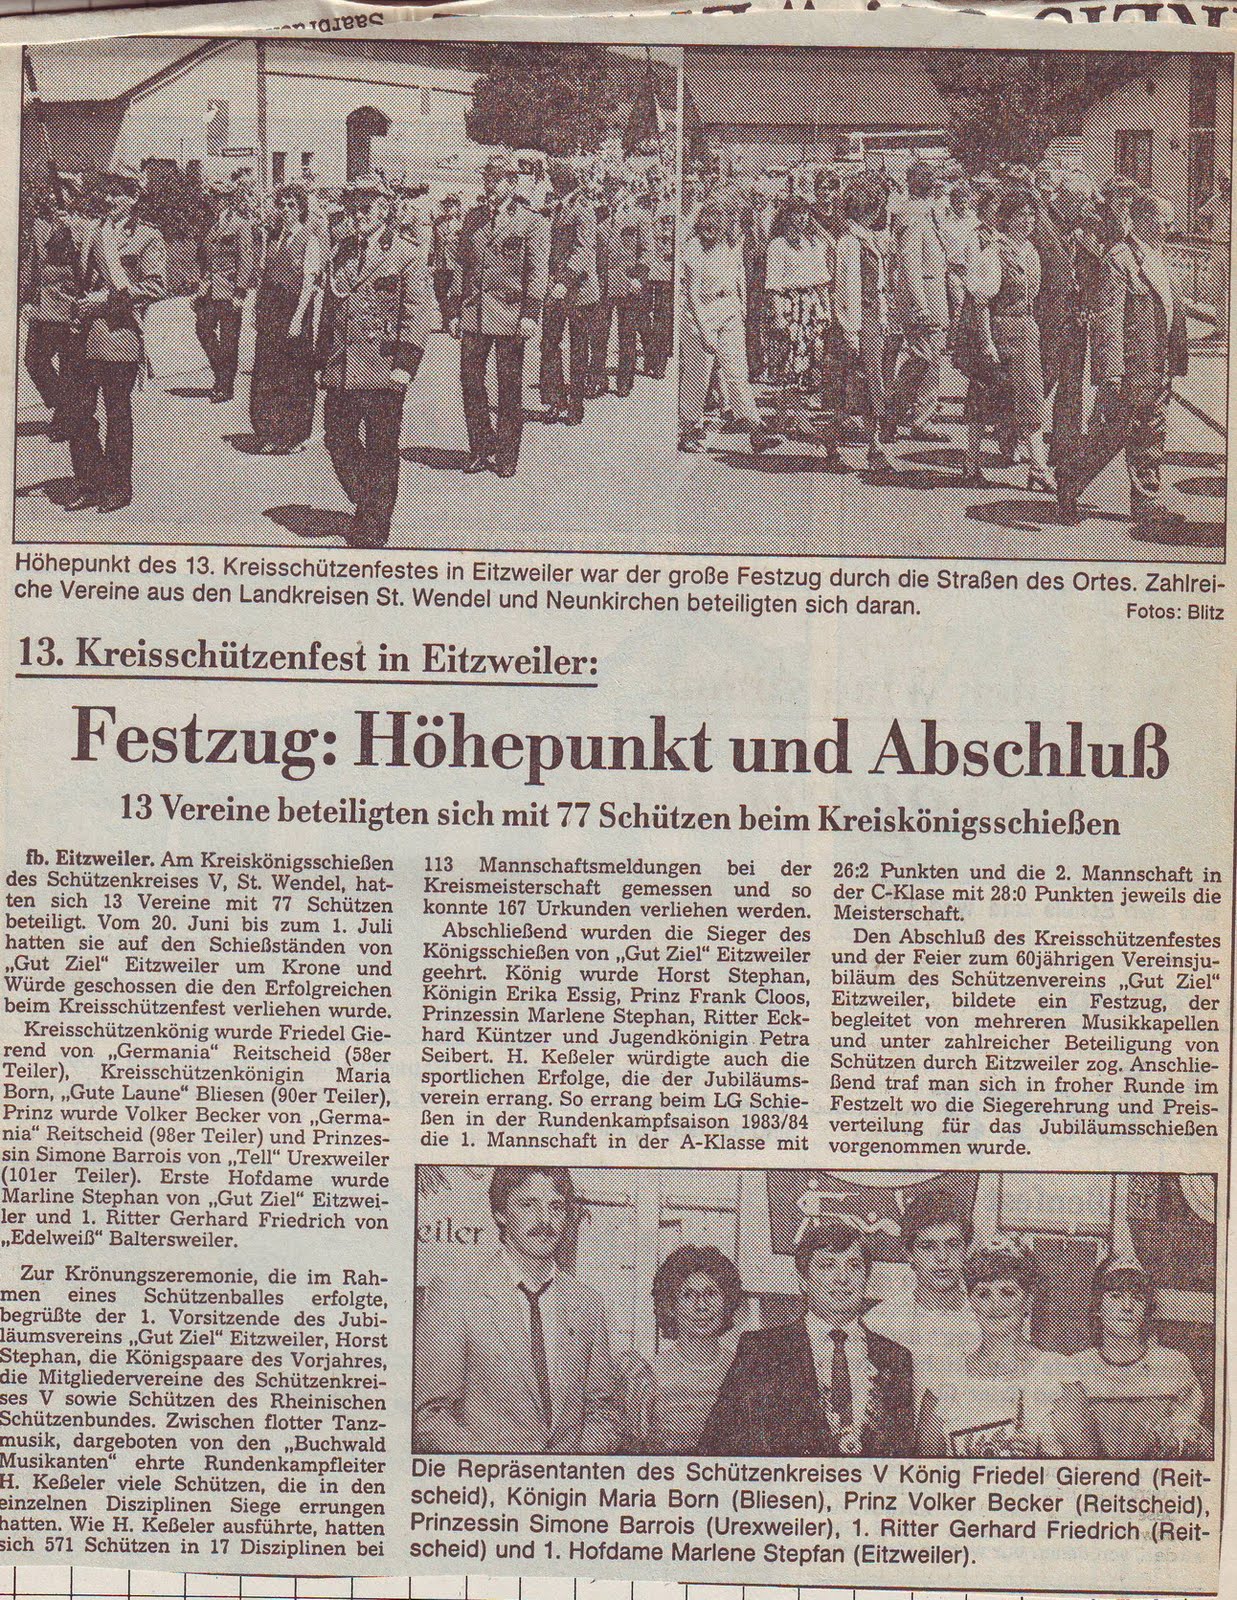 Höhepunkt des 13. Kreisschützenfestes in Eitzweiler war der große Festzug durch die Straßen des Ortes. Zahlrei-
che Vereine aus den Landkreisen St. Wendel und Neunkirchen beteiligten sich daran.
Fotos: Blitz
13. Kreisschützenfest in Eitzweiler:
Festzug: Höhepunkt und Abschluß
13 Vereine beteiligten sich mit 77 Schützen beim Kreiskönigsschießen
fb. Eitzweiler. Am Kreiskönigsschießen
des Schützenkreises V, St. Wendel, hat-
ten sich 13 Vereine mit 77 Schützen
beteiligt. Vom 20. Juni bis zum 1. Juli
hatten sie auf den Schießständen von
„Gut Ziel“ Eitzweiler um Krone und
Würde geschossen die den Erfolgreichen
beim Kreisschützenfest verliehen wurde.
Kreisschützenkönig wurde Friedel Gie-
rend von „Germania“ Reitscheid (58er
Teiler), Kreisschützenkönigin Maria
Born, „Gute Laune“ Bliesen (90er Teiler),
Prinz wurde Volker Becker von „Germa-
nia“ Reitscheid (98er Teiler) und Prinzes-
sin Simone Barrois von „Tell“ Urexweiler
(101er Teiler). Erste Hofdame wurde
Marline Stephan von „Gut Ziel“ Eitzwei-
ler und 1. Ritter Gerhard Friedrich von
„Edelweiß“ Baltersweiler.
Zur Krönungszeremonie, die im Rah-
men eines Schützenballes erfolgte,
begrüßte der 1. Vorsitzende des Jubi-
läumsvereins „Gut Ziel“ Eitzweiler, Horst
Stephan, die Königspaare des Vorjahres,
die Mitgliedervereine des Schützenkrei-
ses V sowie Schützen des Rheinischen
Schützenbundes. Zwischen flotter Tanz-
musik, dargeboten von den „Buchwald
Musikanten“ ehrte Rundenkampfleiter
H. Keßeler viele Schützen, die in den
einzelnen Disziplinen Siege errungen
hatten. Wie H. Keßeler ausführte, hatten
sich 571 Schützen in 17 Disziplinen bei
113 Mannschaftsmeldungen bei der
Kreismeisterschaft gemessen und so
konnte 167 Urkunden verliehen werden.
Abschließend wurden die Sieger des
Königsschießen von „Gut Ziel“ Eitzweiler
geehrt. König wurde Horst Stephan,
Königin Erika Essig, Prinz Frank Cloos,
Prinzessin Marlene Stephan, Ritter Eck-
hard Küntzer und Jugendkönigin Petra
Seibert. H. Keßeler würdigte auch die
sportlichen Erfolge, die der Jubiläums-
verein errang. So errang beim LG Schie-
ßen in der Rundenkampfsaison 1983/84
die 1. Mannschaft in der A-Klasse mit
26:2 Punkten und die 2. Mannschaft in
der C-Klase mit 28:0 Punkten jeweils die
Meisterschaft.
Den Abschluß des Kreisschützenfestes
und der Feier zum 60jährigen Vereinsju-
biläum des Schützenvereins „Gut Ziel“
Eitzweiler, bildete ein Festzug, der
begleitet von mehreren Musikkapellen
und unter zahlreicher Beteiligung von
Schützen durch Eitzweiler zog. Anschlie-
ßend traf man sich in froher Runde im
Festzelt wo die Siegerehrung und Preis-
verteilung für das Jubiläumsschießen
vorgenommen wurde.
eiler
Die Repräsentanten des Schützenkreises V König Friedel Gierend (Reit-
scheid), Königin Maria Born (Bliesen), Prinz Volker Becker (Reitscheid),
Prinzessin Simone Barrois (Urexweiler), 1. Ritter Gerhard Friedrich (Reit-
scheid) und 1. Hofdame Marlene Stepfan (Eitzweiler).